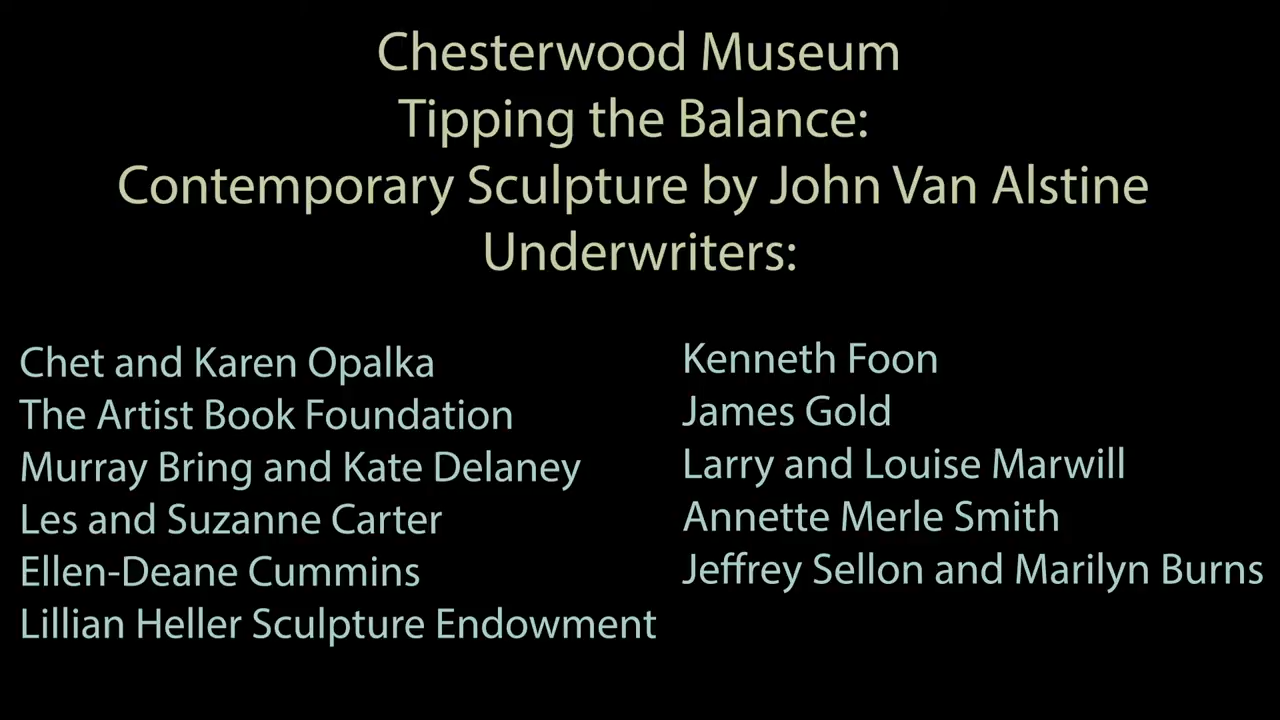 Chesterwood Museum
Tipping the Balance:
Contemporary Sculpture by John Van Alstine
Underwriters:
Chet and Karen Opalka
The Artist Book Foundation
Murray Bring and Kate Delaney
Les and Suzanne Carter
Ellen-Deane Cummins
Lillian Heller Sculpture Endowment
Kenneth Foon
James Gold
Larry and Louise Marwill
Annette Merle Smith
Jeffrey Sellon and Marilyn Burns